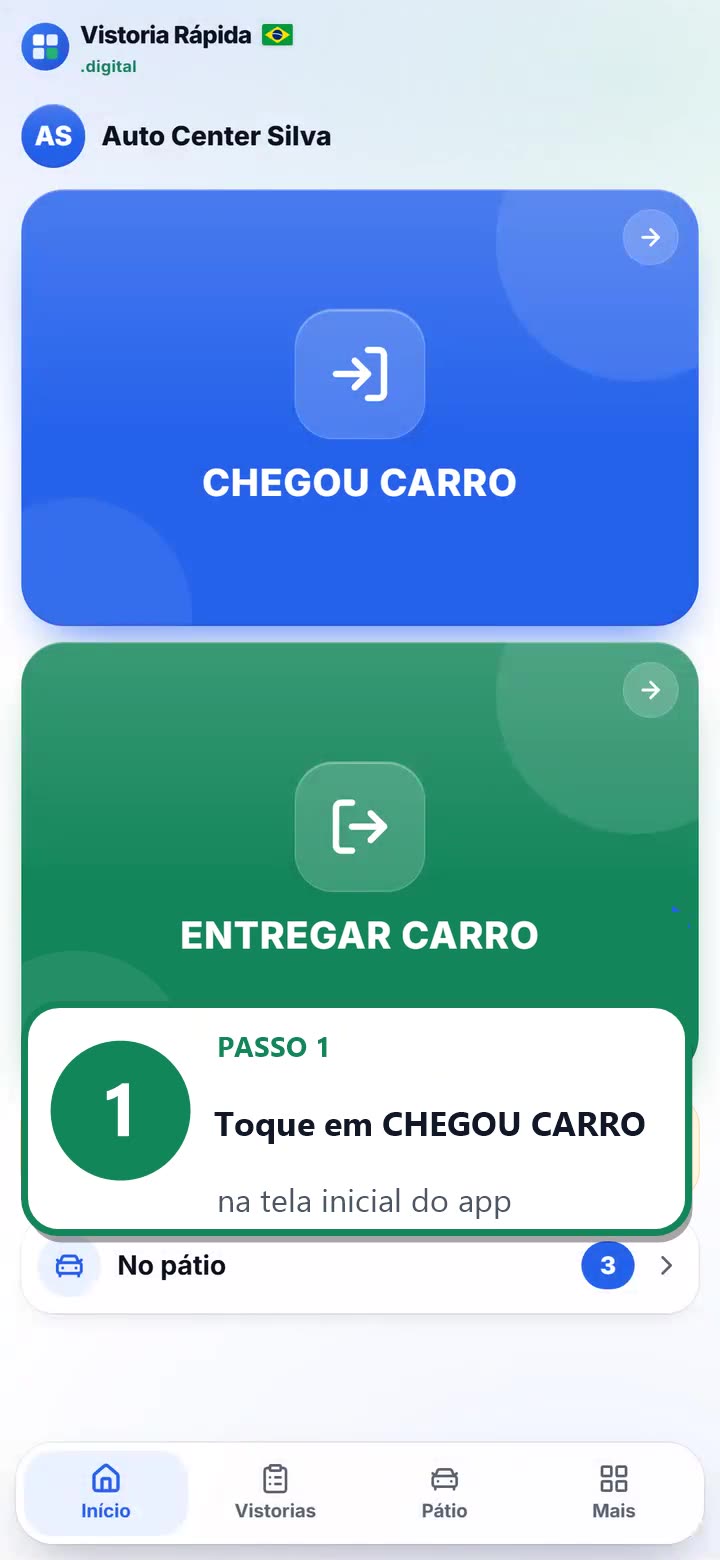 Vistoria Rápida
.digital
AS
Auto Center Silva
CHEGOU CARRO
ENTREGAR CARRO
1
PASSO 1
Toque em CHEGOU CARRO
na tela inicial do app
No pátio
3
Início
Vistorias
Pátio
Mais